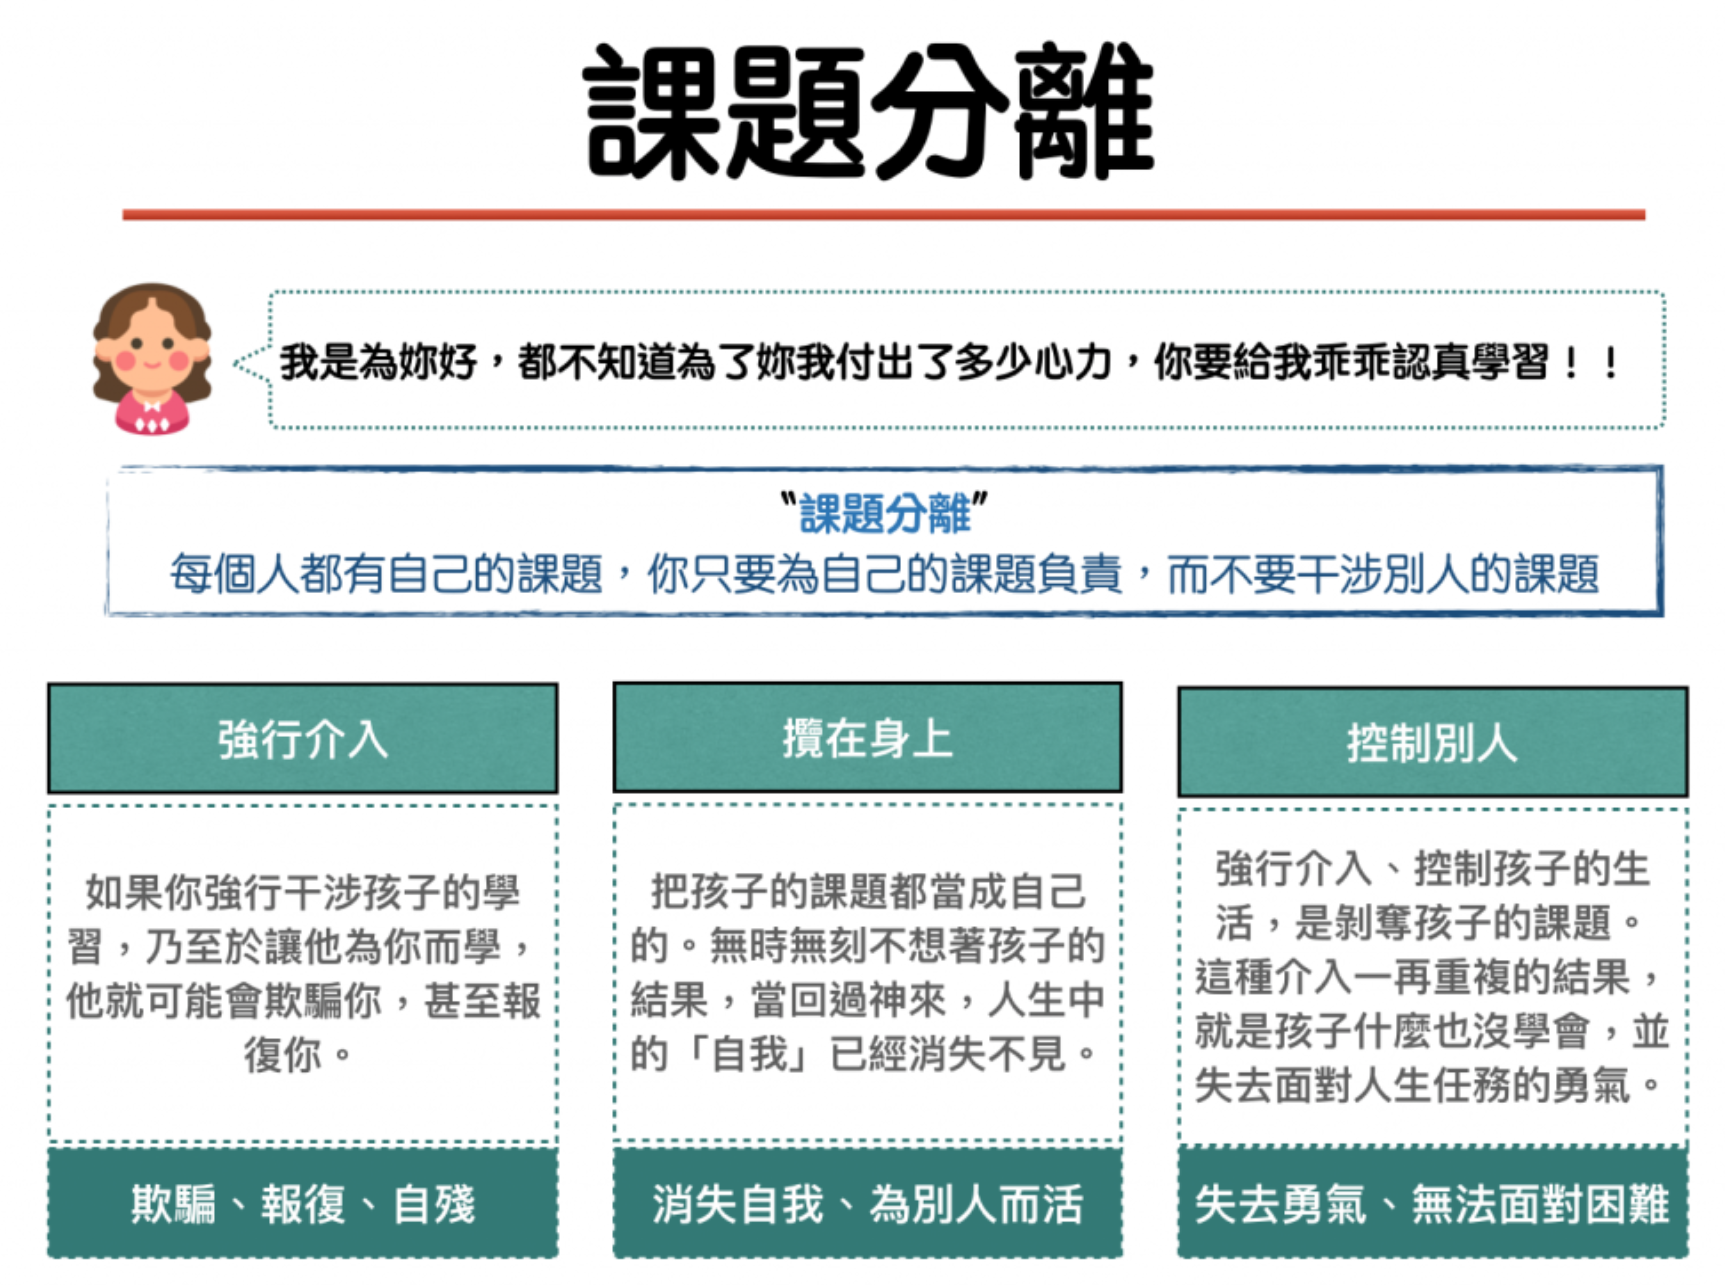 課題分離
我是為妳好，都不知道為了妳我付出了多少心力，你要給我乖乖認真學習！！
"課題分離"
每個人都有自己的課題，你只要為自己的課題負責，而不要干涉別人的課題
強行介入
如果你強行干涉孩子的學
習，乃至於讓他為你而學，
他就可能會欺騙你，甚至報
復你。
欺騙、報復、自殘
攬在身上
把孩子的課題都當成自己
的。無時無刻不想著孩子的
結果，當回過神來，人生中
的「自我」已經消失不見。
消失自我、為別人而活
控制別人
強行介入、控制孩子的生
活，是剝奪孩子的課題。
這種介入一再重複的結果，
就是孩子什麼也沒學會，並
失去面對人生任務的勇氣。
失去勇氣、無法面對困難